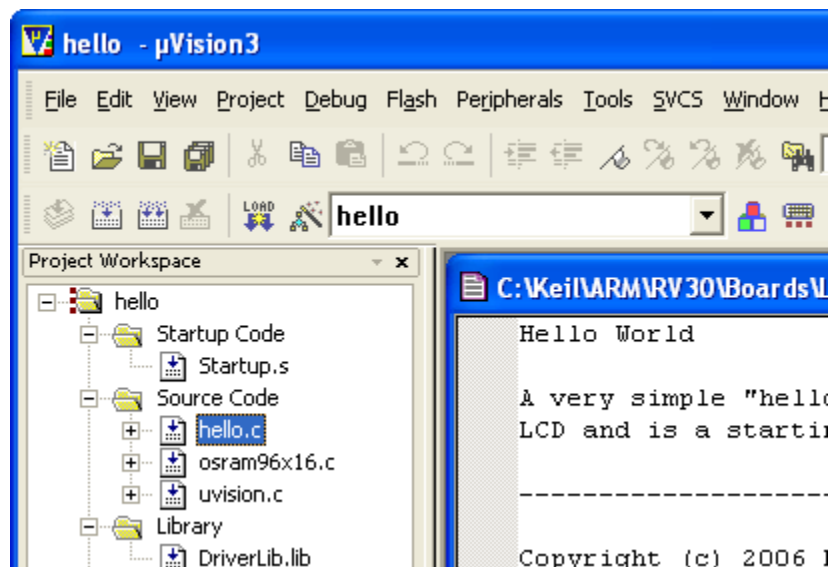 hello - µVision3
File Edit View Project Debug Flash Peripherals Tools SVCS Window
LOAD hello
Project Workspace
C:\Keil\ARM\RV30\Boards\
hello
Startup Code
Startup.s
Source Code
hello.c
osram96x16.c
uvision.c
Library
DriverLib.lib
Hello World
A very simple "hello
LCD and is a startin
--------------------
Copyright (c) 2006